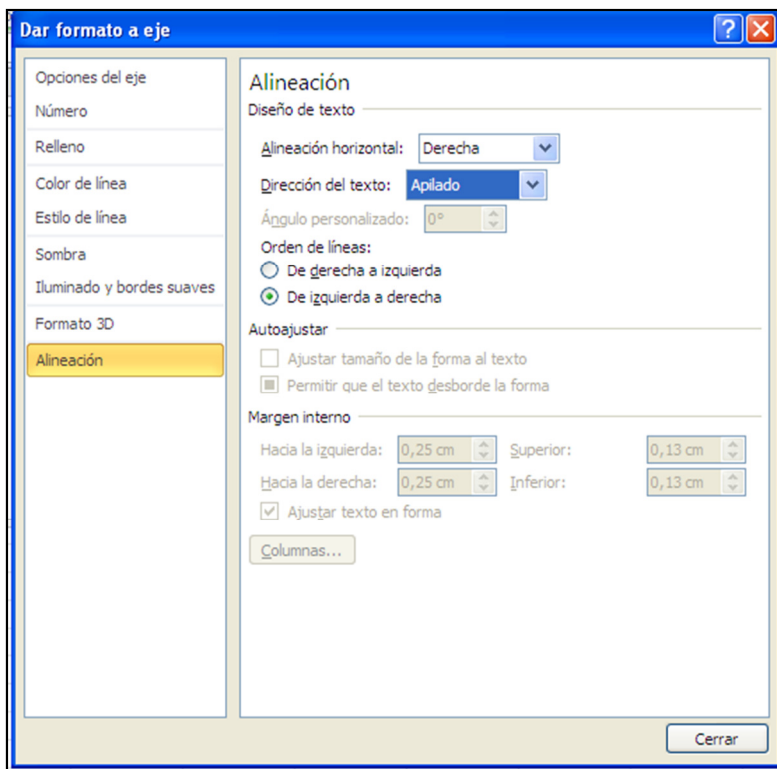 Dar formato a eje
Opciones del eje
Número
Relleno
Color de línea
Estilo de línea
Sombra
Iluminado y bordes suaves
Formato 3D
Alineación
Alineación
Diseño de texto
Alineación horizontal: Derecha
Dirección del texto: Apilado
Ángulo personalizado: 0°
Orden de líneas:
De derecha a izquierda
De izquierda a derecha
Autoajustar
Ajustar tamaño de la forma al texto
Permitir que el texto desborde la forma
Margen interno
Hacia la izquierda: 0,25 cm Superior: 0,13 cm
Hacia la derecha: 0,25 cm Inferior: 0,13 cm
Ajustar texto en forma
Columnas...
Cerrar